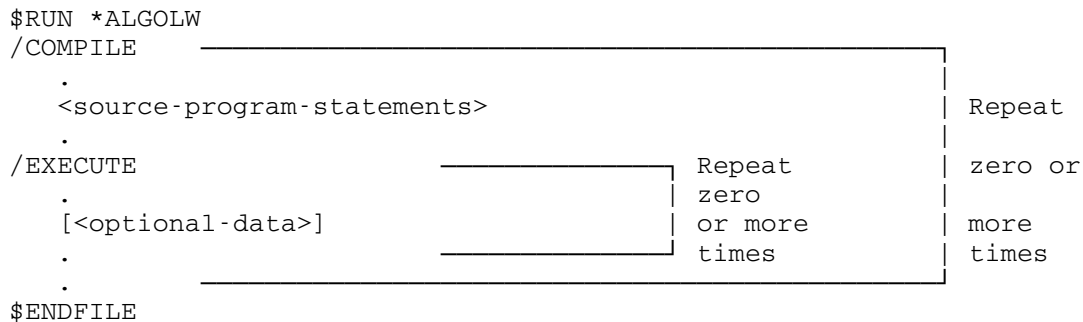 $RUN *ALGOLW
/COMPILE
.
<source-program-statements> Repeat
.
/EXECUTE Repeat zero or
. zero
[<optional-data>] or more more
. times times
.
$ENDFILE